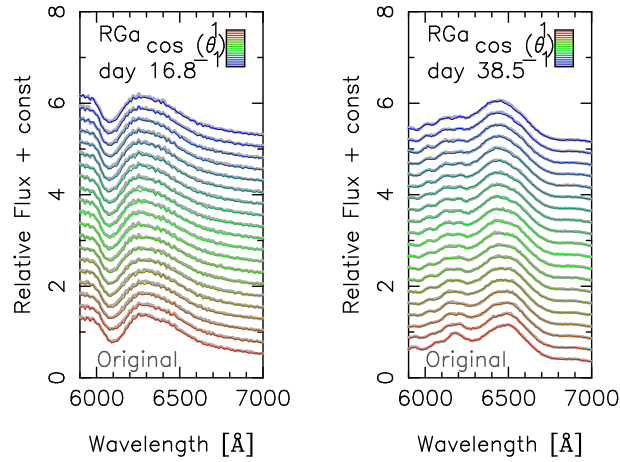 8
6
4
2
0
Relative Flux + const
RGa
cos (θ)
1
−1
day 16.8
Original
6000 6500 7000
Wavelength [Å]
8
6
4
2
0
Relative Flux + const
RGa
cos (θ)
1
−1
day 38.5
Original
6000 6500 7000
Wavelength [Å]